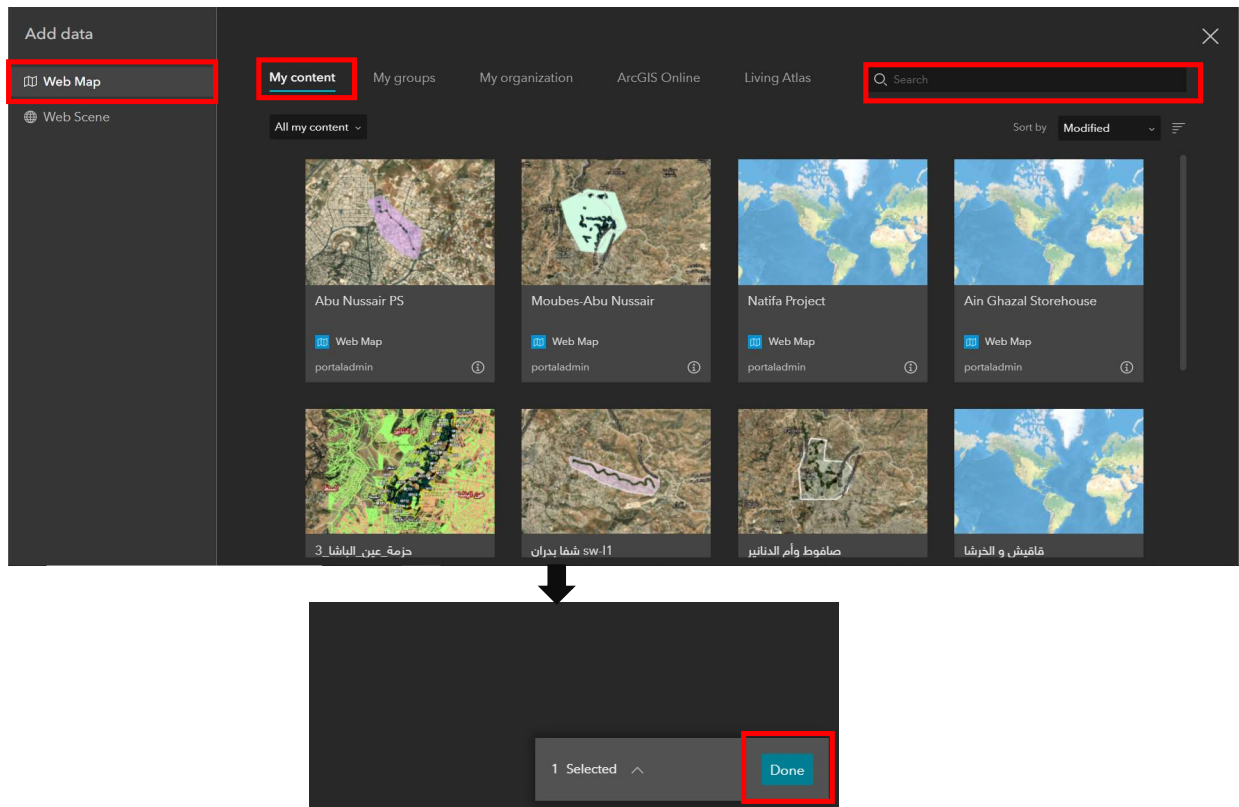 Add data
Web Map
Web Scene
My content
My groups
My organization
ArcGIS Online
Living Atlas
Search
All my content
Sort by
Modified
Abu Nussair PS
Web Map
portaladmin
Moubes-Abu Nussair
Web Map
portaladmin
Natifa Project
Web Map
portaladmin
Ain Ghazal Storehouse
Web Map
portaladmin
حزمة_عين_الباشا_3
شفا بدران sw-l1
صافوط وأم الدنانير
قاقيش و الخرشا
1 Selected
Done